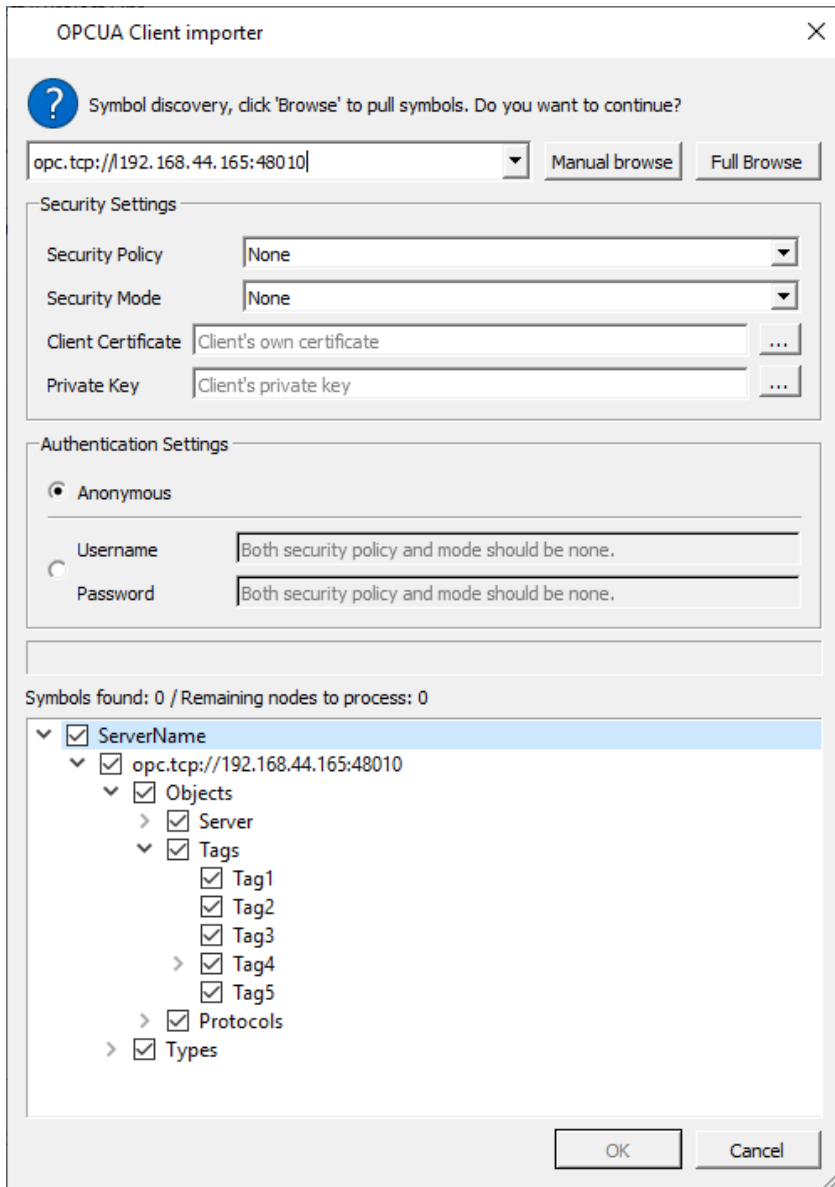 OPCUA Client importer
Symbol discovery, click 'Browse' to pull symbols. Do you want to continue?
opc.tcp://l192.168.44.165:48010
Manual browse
Full Browse
Security Settings
Security Policy
None
Security Mode
None
Client Certificate
Client's own certificate
...
Private Key
Client's private key
...
Authentication Settings
Anonymous
Username
Both security policy and mode should be none.
Password
Both security policy and mode should be none.
Symbols found: 0 / Remaining nodes to process: 0
ServerName
opc.tcp://192.168.44.165:48010
Objects
Server
Tags
Tag1
Tag2
Tag3
Tag4
Tag5
Protocols
Types
OK
Cancel